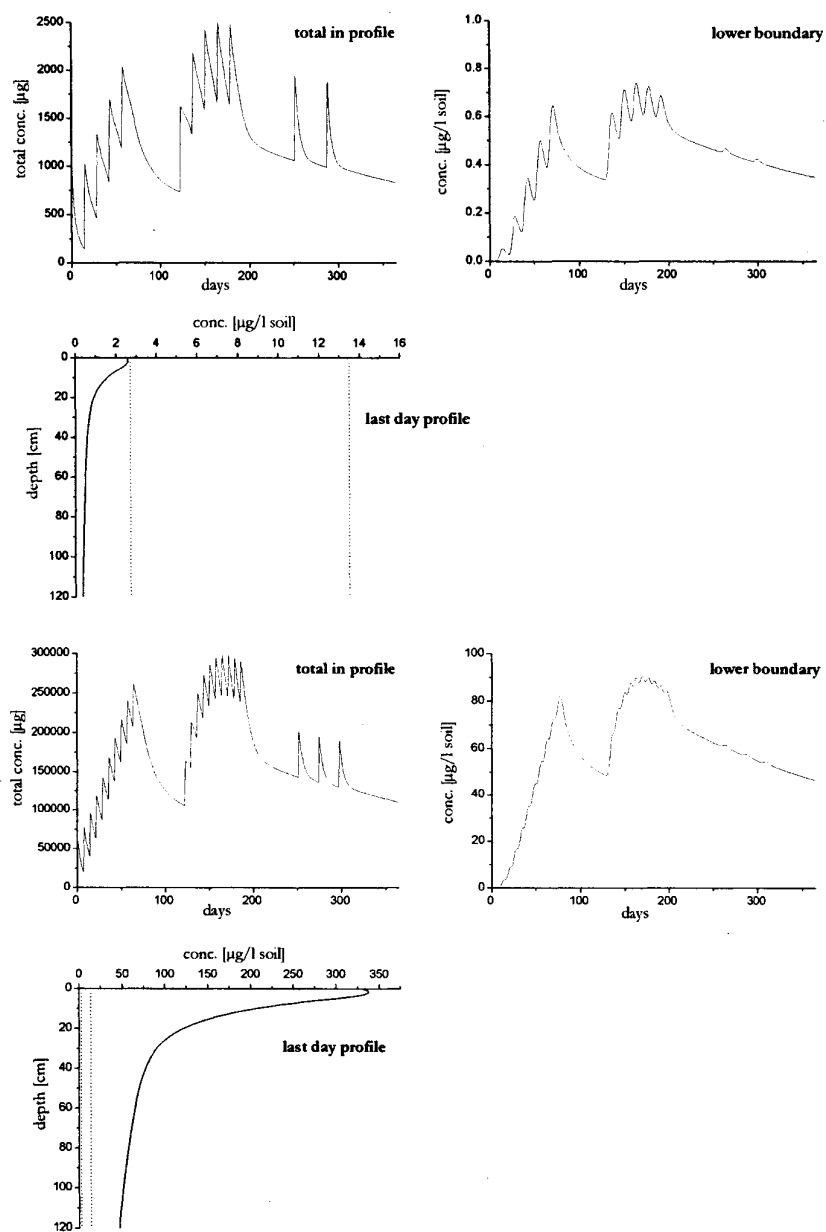 total in profile
total conc. [µg]
2500
2000
1500
1000
500
0
0 100 200 300
days
lower boundary
conc. [µg/l soil]
1.0
0.8
0.6
0.4
0.2
0.0
0 100 200 300
days
conc. [µg/l soil]
0 2 4 6 8 10 12 14 16
last day profile
depth [cm]
0
20
40
60
80
100
120
total in profile
total conc. [µg]
300000
250000
200000
150000
100000
50000
0
0 100 200 300
days
lower boundary
conc. [µg/l soil]
100
80
60
40
20
0
0 100 200 300
days
conc. [µg/l soil]
0 50 100 150 200 250 300 350
last day profile
depth [cm]
0
20
40
60
80
100
120